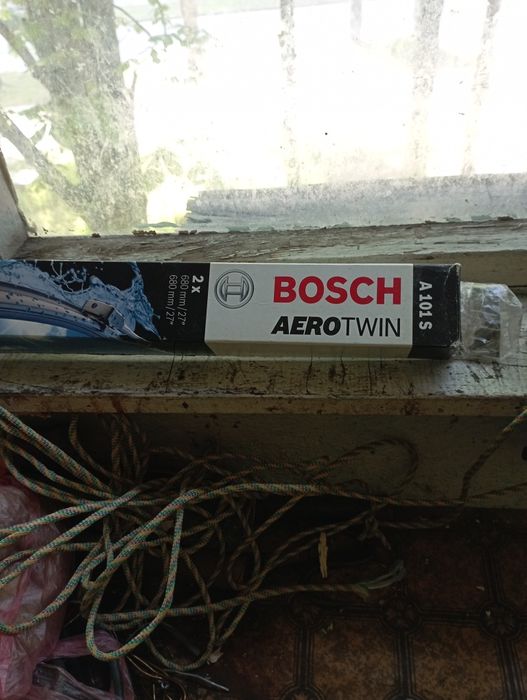 2 x
680 mm/27"
680 mm/27"
BOSCH
AEROTWIN
A 101 S